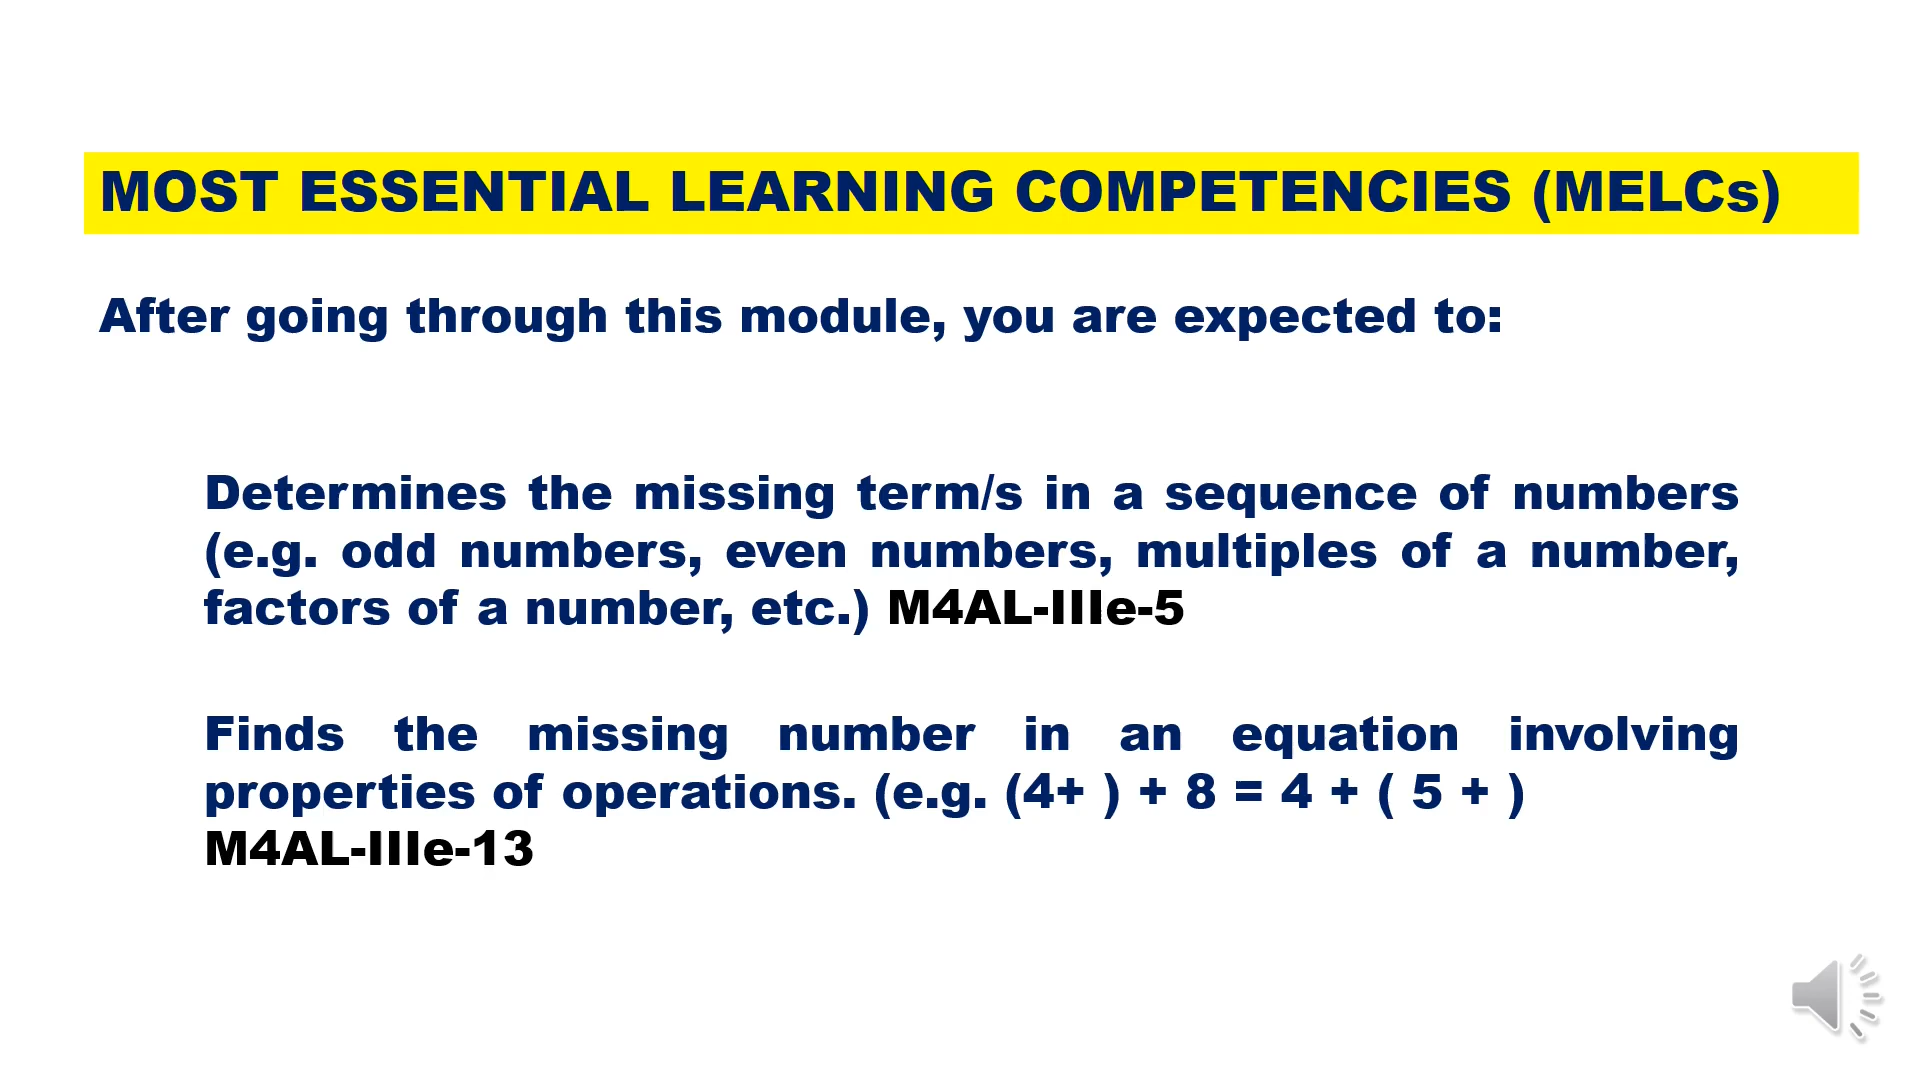 MOST ESSENTIAL LEARNING COMPETENCIES (MELCs)
After going through this module, you are expected to:
Determines the missing term/s in a sequence of numbers
(e.g. odd numbers, even numbers, multiples of a number,
factors of a number, etc.) M4AL-IIIe-5
Finds the missing number in an equation involving
properties of operations. (e.g. (4+ ) + 8 = 4 + ( 5 + )
M4AL-IIIe-13